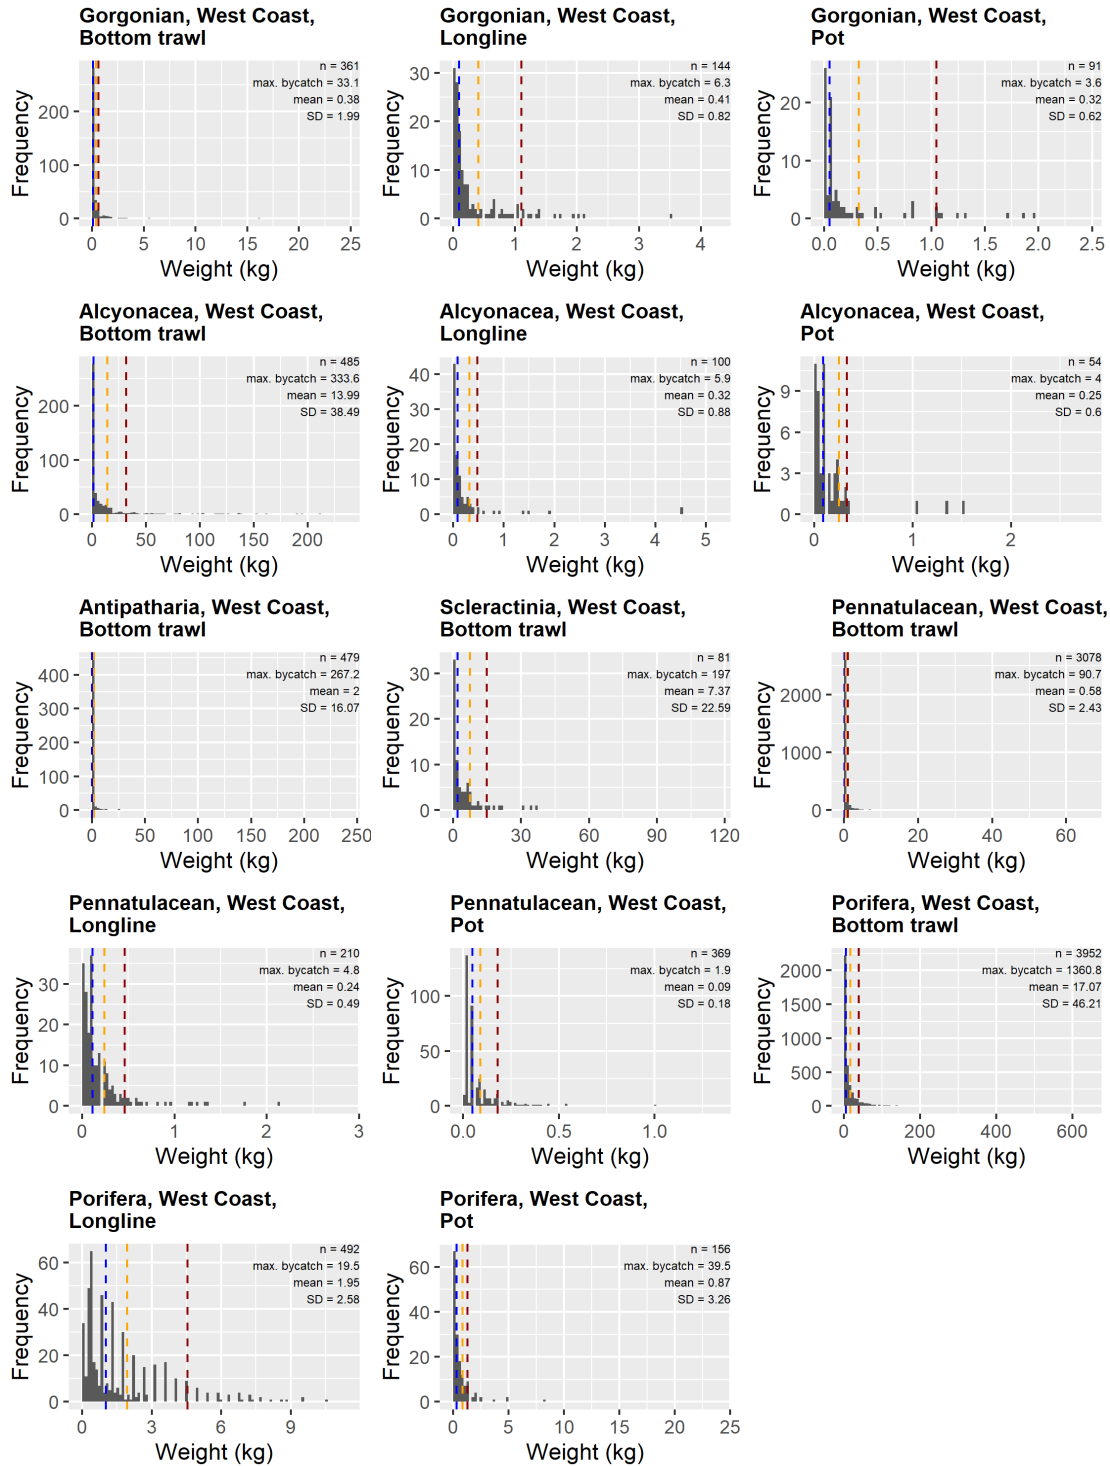 Gorgonian, West Coast,
Bottom trawl
n = 361
max. bycatch = 33.1
mean = 0.38
SD = 1.99
Frequency
200
100
0
0 5 10 15 20 25
Weight (kg)
Gorgonian, West Coast,
Longline
n = 144
max. bycatch = 6.3
mean = 0.41
SD = 0.82
Frequency
30
20
10
0
0 1 2 3 4
Weight (kg)
Gorgonian, West Coast,
Pot
n = 91
max. bycatch = 3.6
mean = 0.32
SD = 0.62
Frequency
20
10
0
0.0 0.5 1.0 1.5 2.0 2.5
Weight (kg)
Alcyonacea, West Coast,
Bottom trawl
n = 485
max. bycatch = 333.6
mean = 13.99
SD = 38.49
Frequency
200
100
0
0 50 100 150 200
Weight (kg)
Alcyonacea, West Coast,
Longline
n = 100
max. bycatch = 5.9
mean = 0.32
SD = 0.88
Frequency
40
30
20
10
0
0 1 2 3 4 5
Weight (kg)
Alcyonacea, West Coast,
Pot
n = 54
max. bycatch = 4
mean = 0.25
SD = 0.6
Frequency
9
6
3
0
0 1 2
Weight (kg)
Antipatharia, West Coast,
Bottom trawl
n = 479
max. bycatch = 267.2
mean = 2
SD = 16.07
Frequency
400
300
200
100
0
0 50 100 150 200 250
Weight (kg)
Scleractinia, West Coast,
Bottom trawl
n = 81
max. bycatch = 197
mean = 7.37
SD = 22.59
Frequency
30
20
10
0
0 30 60 90 120
Weight (kg)
Pennatulacean, West Coast,
Bottom trawl
n = 3078
max. bycatch = 90.7
mean = 0.58
SD = 2.43
Frequency
2000
1000
0
0 20 40 60
Weight (kg)
Pennatulacean, West Coast,
Longline
n = 210
max. bycatch = 4.8
mean = 0.24
SD = 0.49
Frequency
30
20
10
0
0 1 2 3
Weight (kg)
Pennatulacean, West Coast,
Pot
n = 369
max. bycatch = 1.9
mean = 0.09
SD = 0.18
Frequency
100
50
0
0.0 0.5 1.0
Weight (kg)
Porifera, West Coast,
Bottom trawl
n = 3952
max. bycatch = 1360.8
mean = 17.07
SD = 46.21
Frequency
2000
1500
1000
500
0
0 200 400 600
Weight (kg)
Porifera, West Coast,
Longline
n = 492
max. bycatch = 19.5
mean = 1.95
SD = 2.58
Frequency
60
40
20
0
0 3 6 9
Weight (kg)
Porifera, West Coast,
Pot
n = 156
max. bycatch = 39.5
mean = 0.87
SD = 3.26
Frequency
60
40
20
0
0 5 10 15 20 25
Weight (kg)